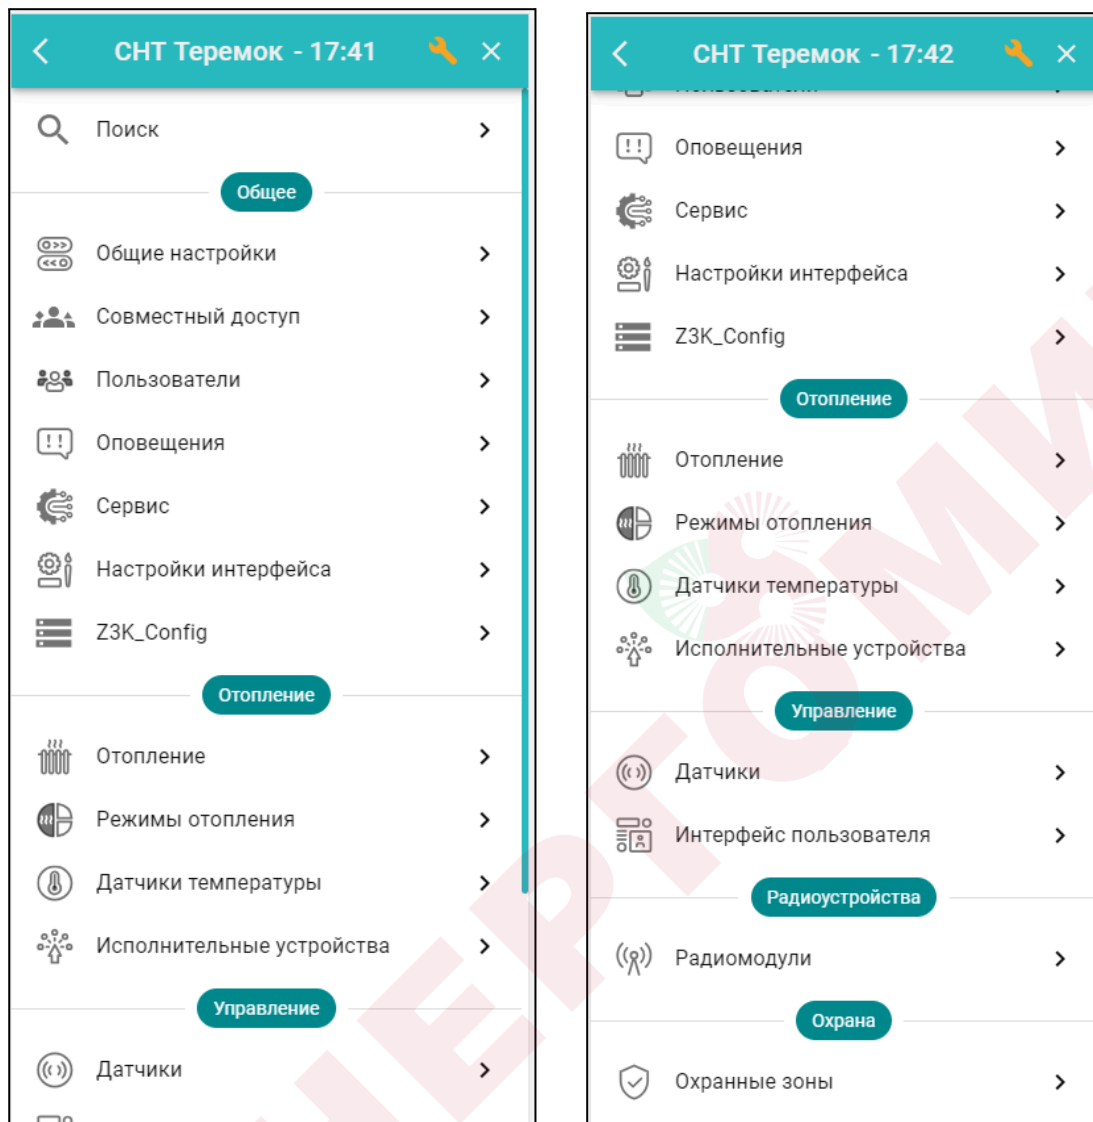 СНТ Теремок - 17:41
Поиск
Общее
Общие настройки
Совместный доступ
Пользователи
Оповещения
Сервис
Настройки интерфейса
Z3K_Config
Отопление
Отопление
Режимы отопления
Датчики температуры
Исполнительные устройства
Управление
Датчики
СНТ Теремок - 17:42
Оповещения
Сервис
Настройки интерфейса
Z3K_Config
Отопление
Отопление
Режимы отопления
Датчики температуры
Исполнительные устройства
Управление
Датчики
Интерфейс пользователя
Радиоустройства
Радиомодули
Охрана
Охранные зоны